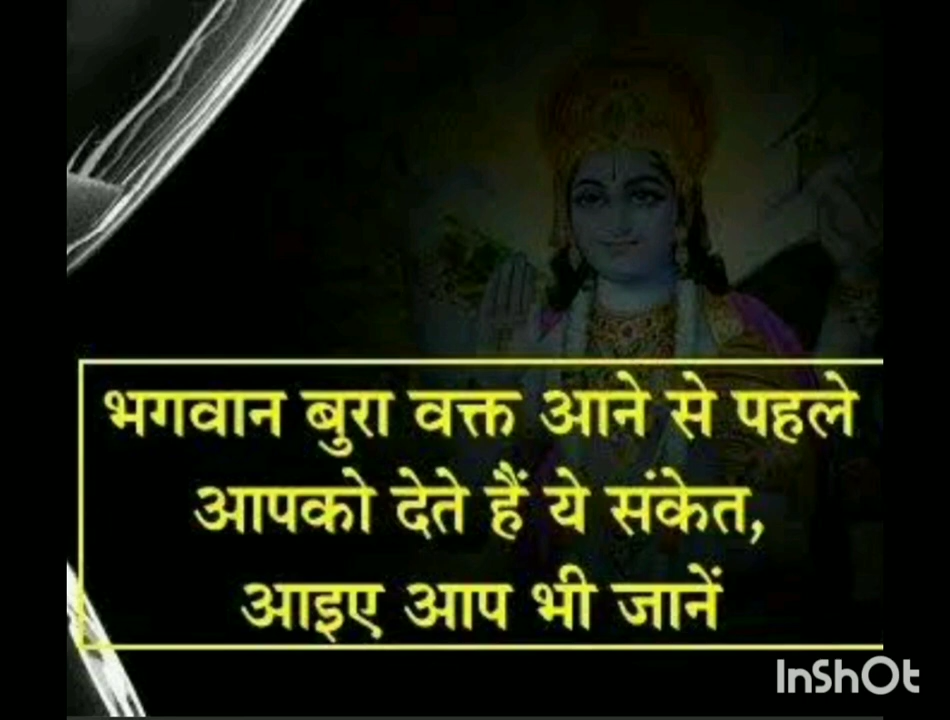 भगवान बुरा वक्त आने से पहले
आपको देते हैं ये संकेत,
आइए आप भी जानें
InShOt